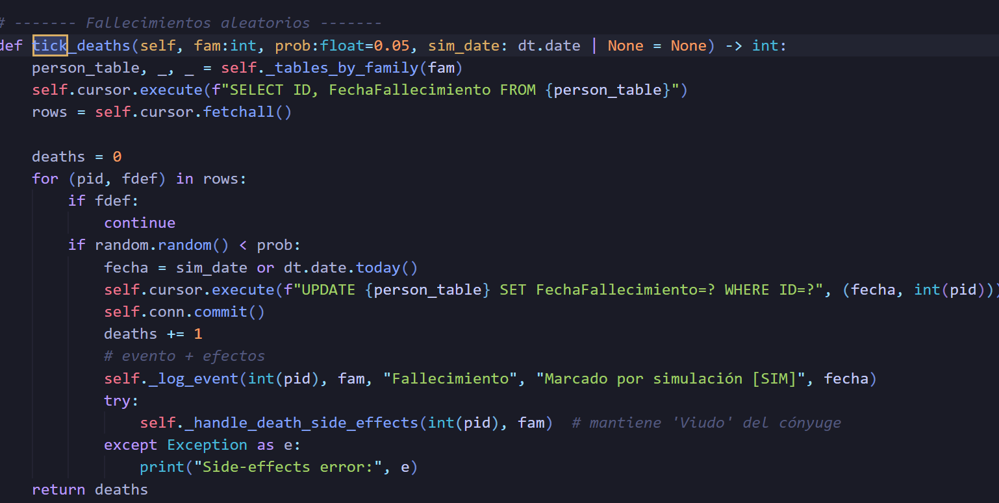 # ------- Fallecimientos aleatorios -------
def tick_deaths(self, fam:int, prob:float=0.05, sim_date: dt.date | None = None) -> int:
    person_table, _, _ = self._tables_by_family(fam)
    self.cursor.execute(f"SELECT ID, FechaFallecimiento FROM {person_table}")
    rows = self.cursor.fetchall()

    deaths = 0
    for (pid, fdef) in rows:
        if fdef:
            continue
        if random.random() < prob:
            fecha = sim_date or dt.date.today()
            self.cursor.execute(f"UPDATE {person_table} SET FechaFallecimiento=? WHERE ID=?", (fecha, int(pid)))
            self.conn.commit()
            deaths += 1
            # evento + efectos
            self._log_event(int(pid), fam, "Fallecimiento", "Marcado por simulación [SIM]", fecha)
            try:
                self._handle_death_side_effects(int(pid), fam)  # mantiene 'Viudo' del cónyuge
            except Exception as e:
                print("Side-effects error:", e)
    return deaths